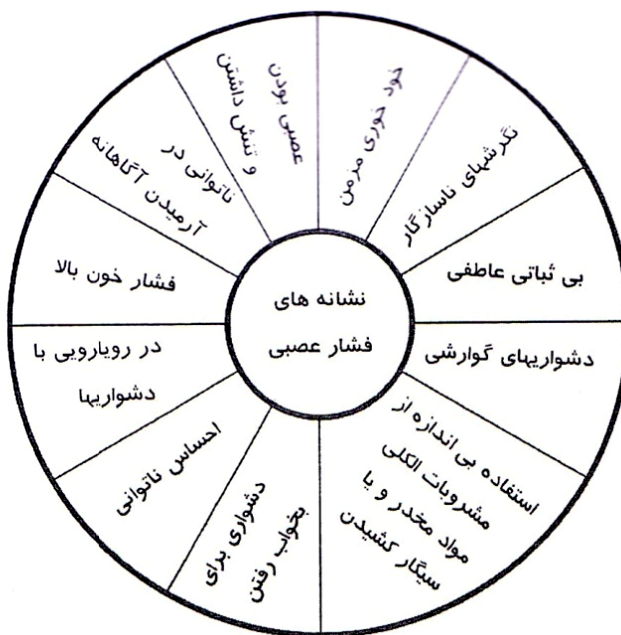 نشانه های
فشار عصبی
خود خوری مزمن
نگرشهای ناسازگار
بی ثباتی عاطفی
دشواریهای گوارشی
استفاده بی اندازه از
مشروبات الکلی
مواد مخدر و یا
سیگار کشیدن
دشواری برای
بخواب رفتن
احساس ناتوانی
در رویارویی با
دشواریها
فشار خون بالا
ناتوانی در
آرمیدن آگاهانه
عصبی بودن
و تنش داشتن